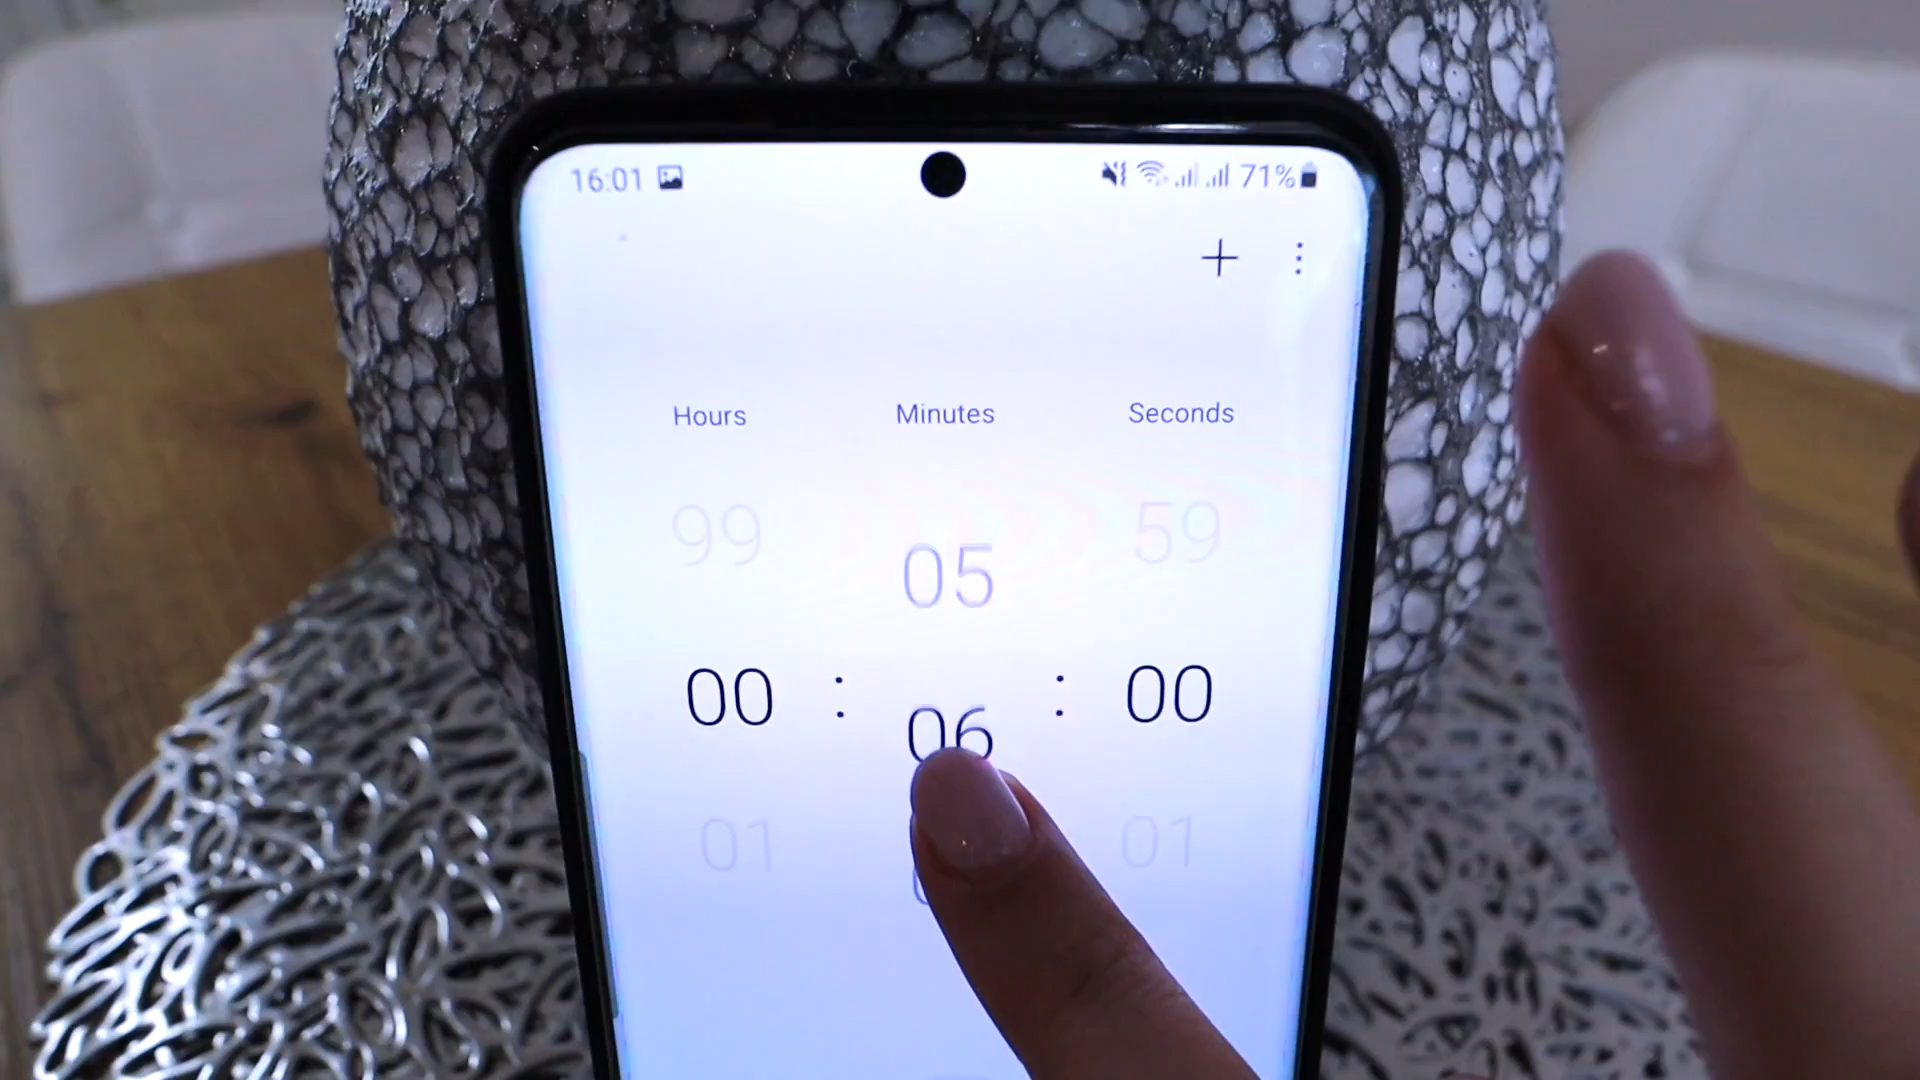 16:01 71%
Hours Minutes Seconds
99 05 59
00 : 06 : 00
01 01